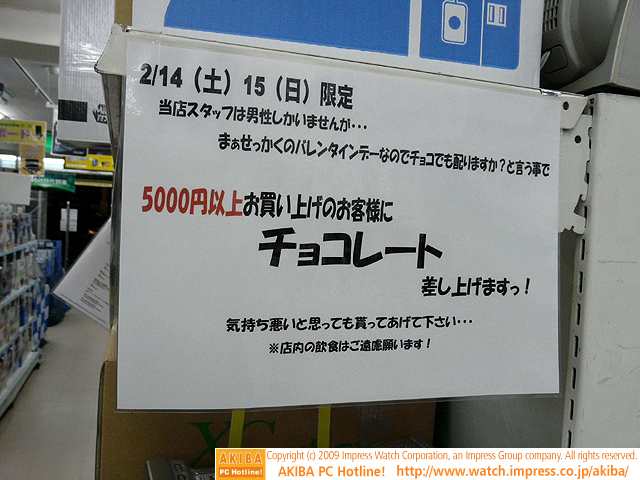 2/14（土）15（日）限定
当店スタッフは男性しかいませんが・・・
まぁせっかくのバレンタインデーなのでチョコでも配りますか？と言う事で
5000円以上お買い上げのお客様に
チョコレート
差し上げますっ！
気持ち悪いと思っても貰ってあげて下さい・・・
※店内の飲食はご遠慮願います！
AKIBA PC Hotline!
Copyright (c) 2009 Impress Watch Corporation, an Impress Group company. All rights reserved.
AKIBA PC Hotline! http://www.watch.impress.co.jp/akiba/